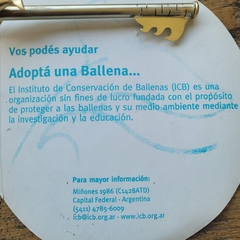 Vos podés ayudar
Adoptá una Ballena...
El Instituto de Conservación de Ballenas (ICB) es una
organización sin fines de lucro fundada con el propósito
de proteger a las ballenas y su medio ambiente mediante
la investigación y la educación.
Para mayor información:
Miñones 1986 (C1428ATD)
Capital Federal - Argentina
(5411) 4785-6009
icb@icb.org.ar - www.icb.org.ar